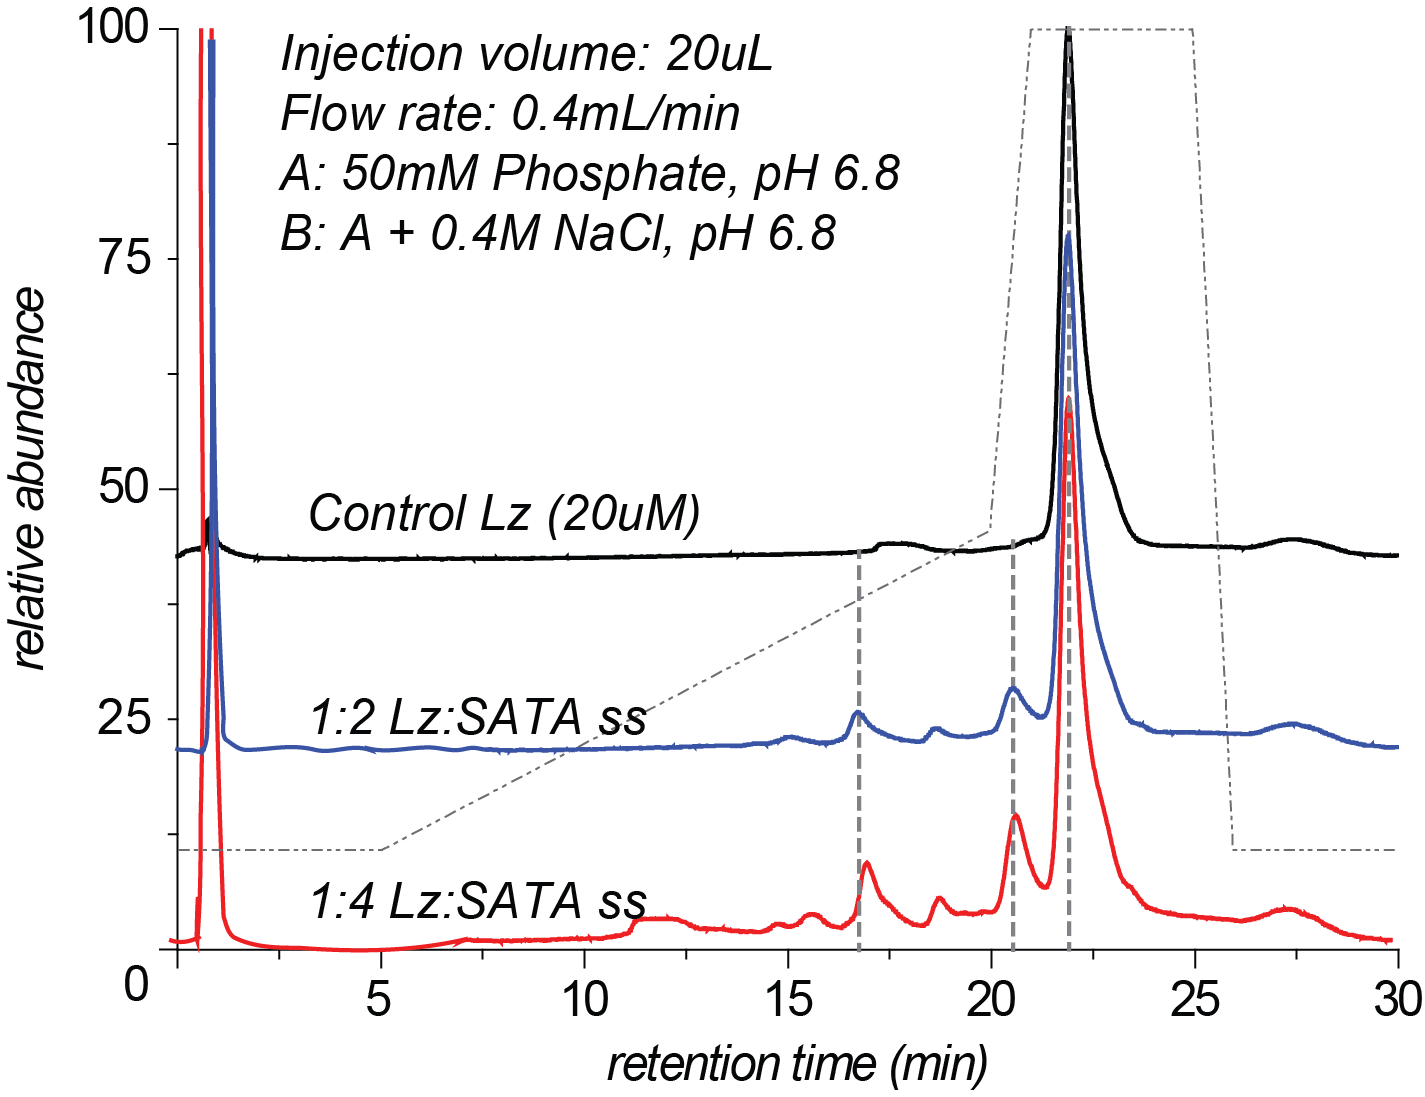 100
75
50
25
0
relative abundance
Injection volume: 20uL
Flow rate: 0.4mL/min
A: 50mM Phosphate, pH 6.8
B: A + 0.4M NaCl, pH 6.8
Control Lz (20uM)
1:2 Lz:SATA ss
1:4 Lz:SATA ss
5 10 15 20 25 30
retention time (min)